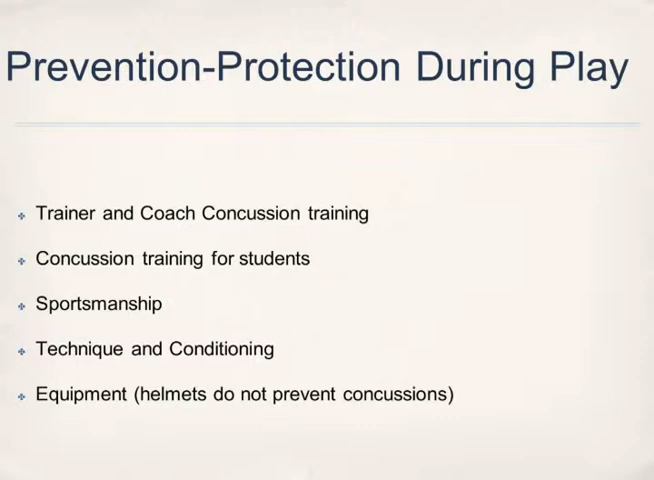 Prevention-Protection During Play
Trainer and Coach Concussion training
Concussion training for students
Sportsmanship
Technique and Conditioning
Equipment (helmets do not prevent concussions)